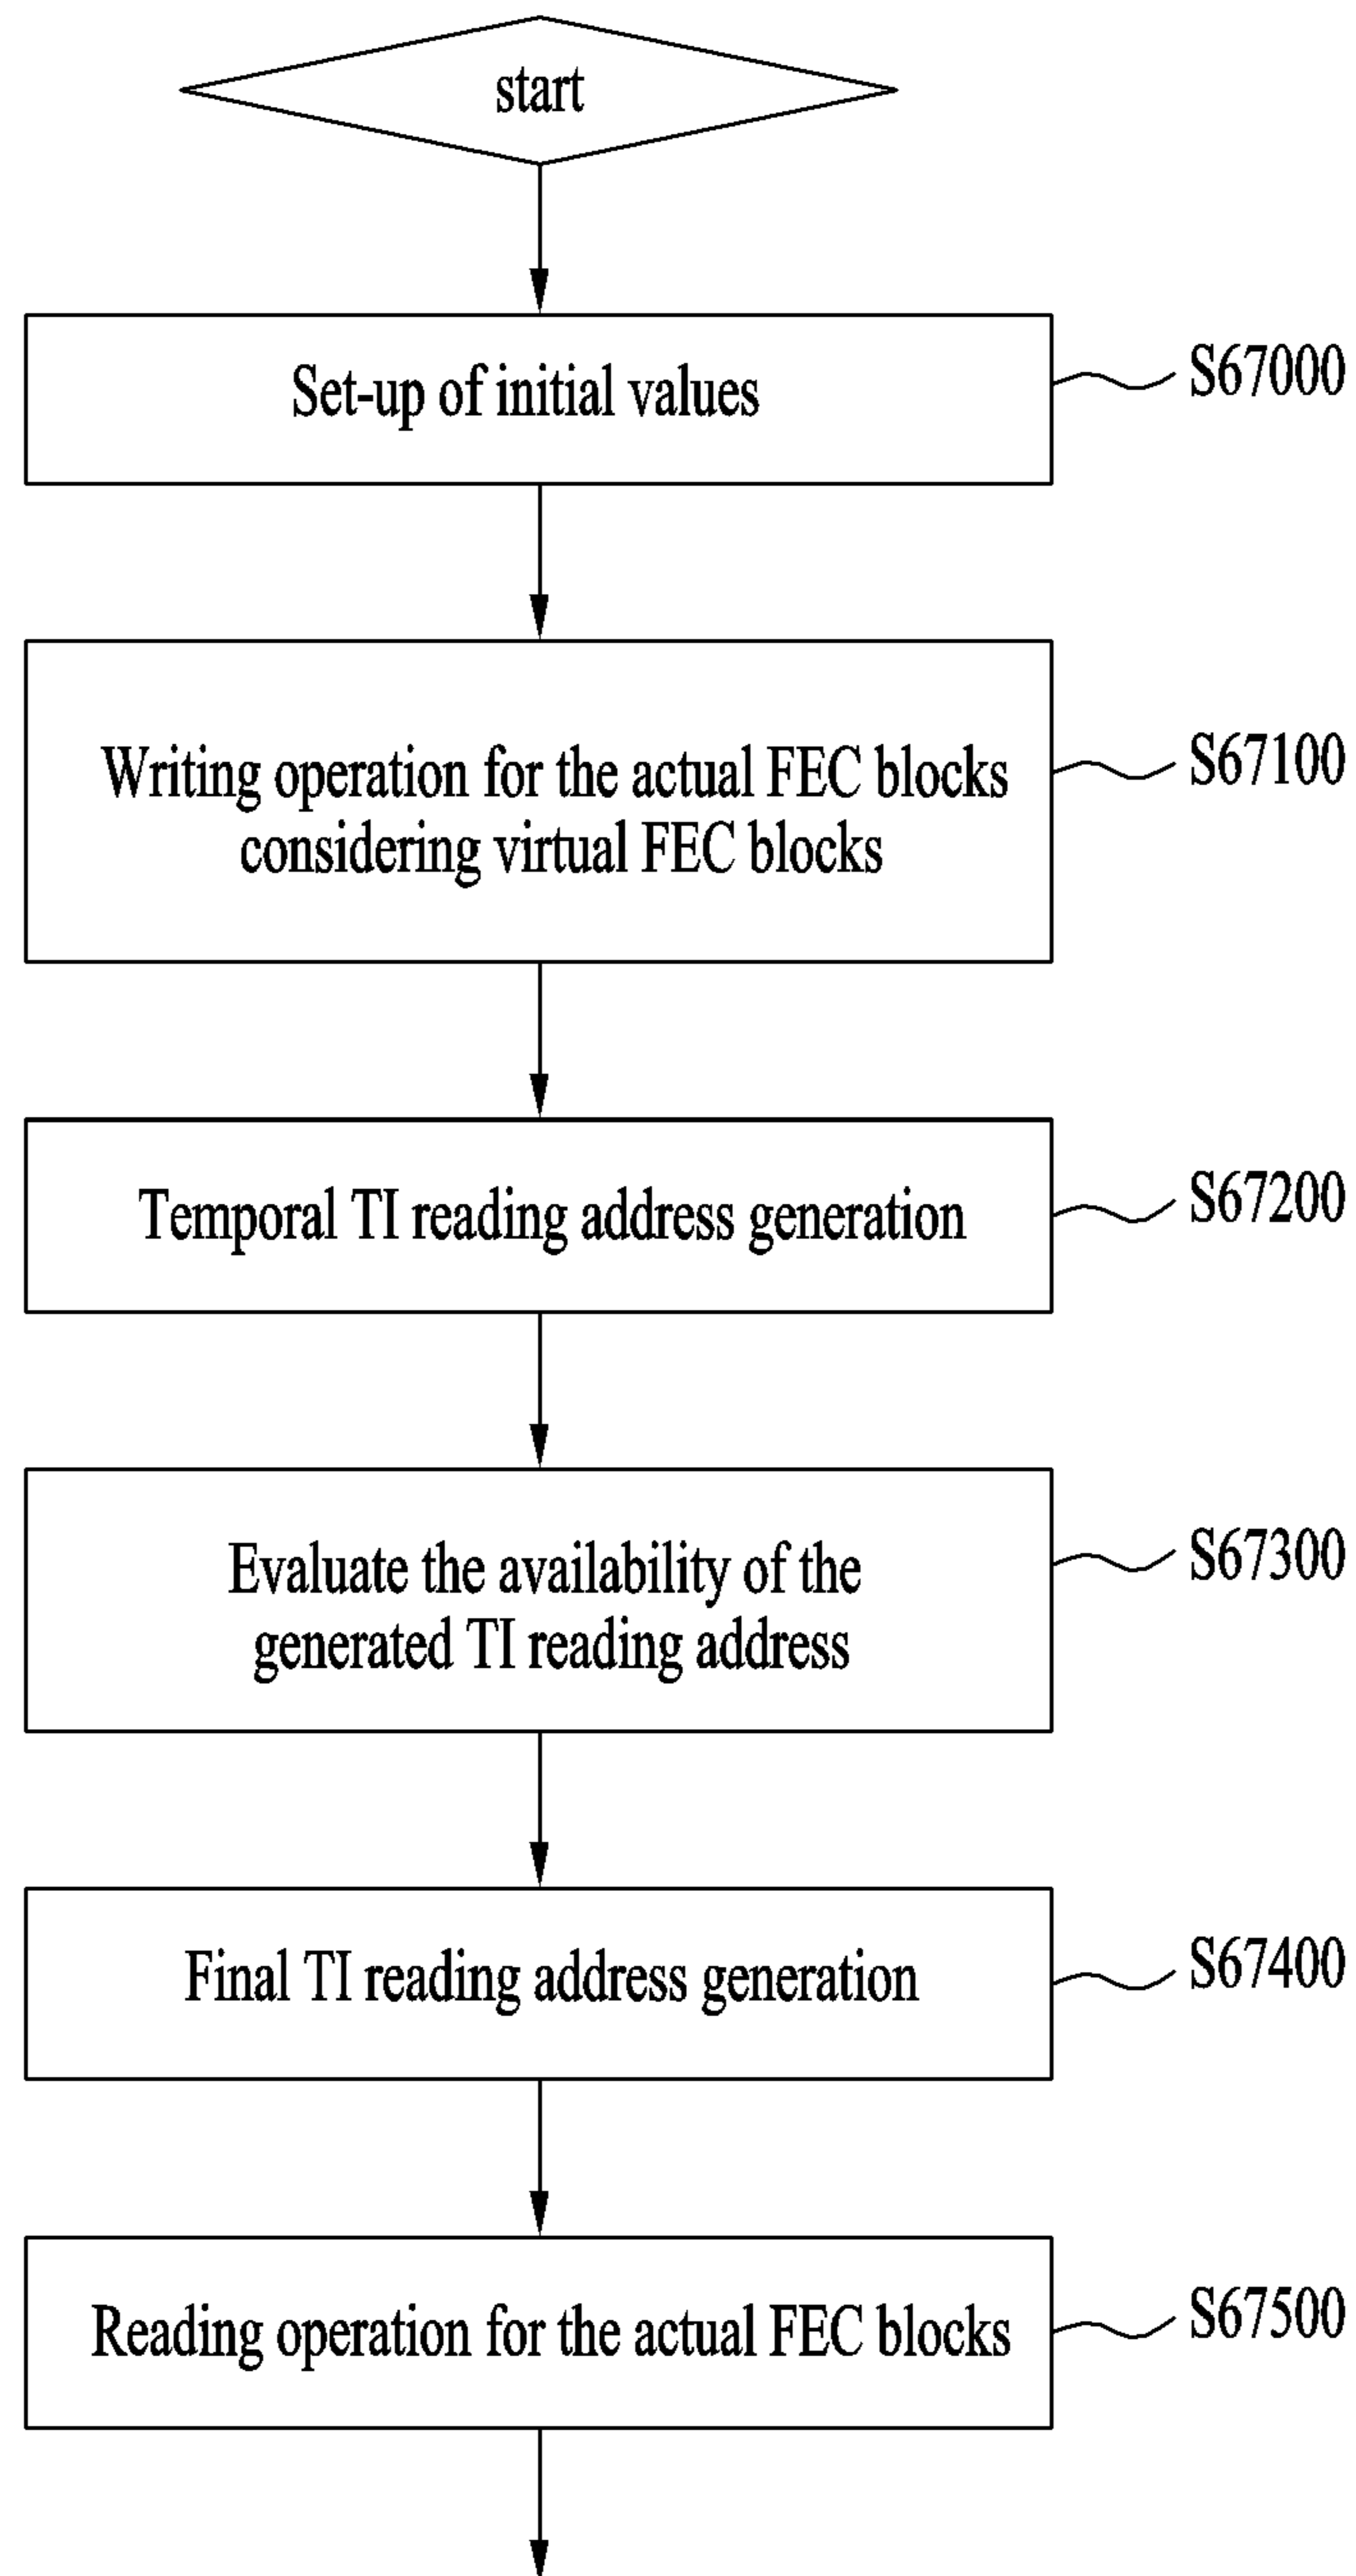 start
Set-up of initial values
S67000
Writing operation for the actual FEC blocks
considering virtual FEC blocks
S67100
Temporal TI reading address generation
S67200
Evaluate the availability of the
generated TI reading address
S67300
Final TI reading address generation
S67400
Reading operation for the actual FEC blocks
S67500